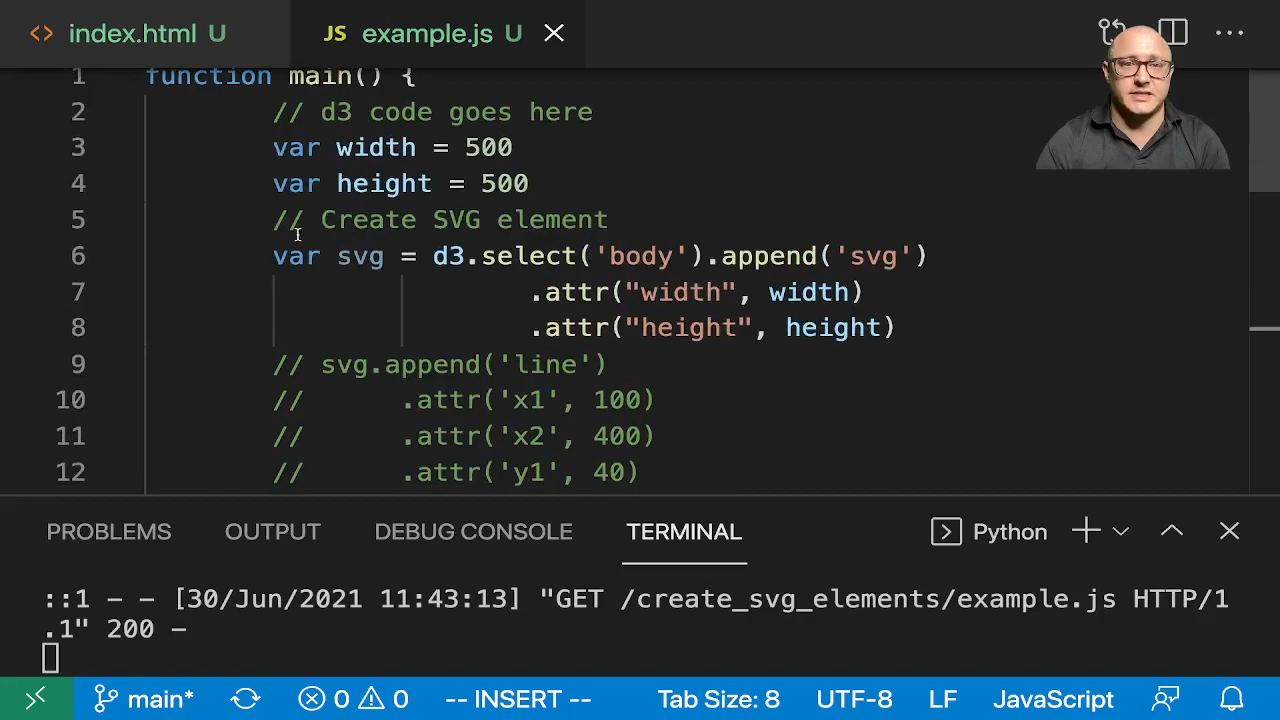 index.html U
JS example.js U
1 function main() {
2 // d3 code goes here
3 var width = 500
4 var height = 500
5 // Create SVG element
6 var svg = d3.select('body').append('svg')
7 .attr("width", width)
8 .attr("height", height)
9 // svg.append('line')
10 // .attr('x1', 100)
11 // .attr('x2', 400)
12 // .attr('y1', 40)
PROBLEMS OUTPUT DEBUG CONSOLE TERMINAL Python
::1 - - [30/Jun/2021 11:43:13] "GET /create_svg_elements/example.js HTTP/1
.1" 200 -
main* 0 0 -- INSERT -- Tab Size: 8 UTF-8 LF JavaScript